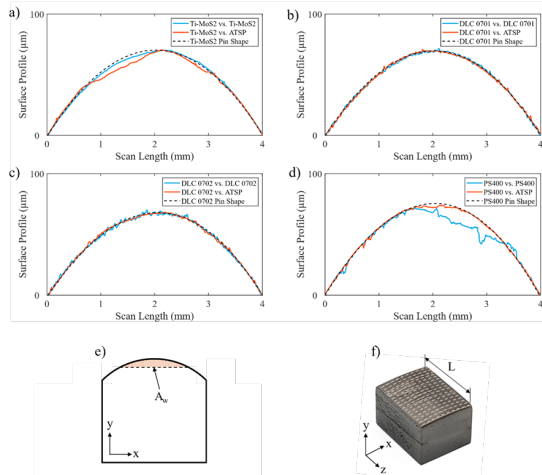 a)
Surface Profile (µm)
100
0
0
1
2
3
4
Scan Length (mm)
Ti-MoS2 vs. Ti-MoS2
Ti-MoS2 vs. ATSP
Ti-MoS2 Pin Shape
b)
Surface Profile (µm)
100
0
0
1
2
3
4
Scan Length (mm)
DLC 0701 vs. DLC 0701
DLC 0701 vs. ATSP
DLC 0701 Pin Shape
c)
Surface Profile (µm)
100
0
0
1
2
3
4
Scan Length (mm)
DLC 0702 vs. DLC 0702
DLC 0702 vs. ATSP
DLC 0702 Pin Shape
d)
Surface Profile (µm)
100
0
0
1
2
3
4
Scan Length (mm)
PS400 vs. PS400
PS400 vs. ATSP
PS400 Pin Shape
e)
A_w
y
x
f)
L
y
x
z